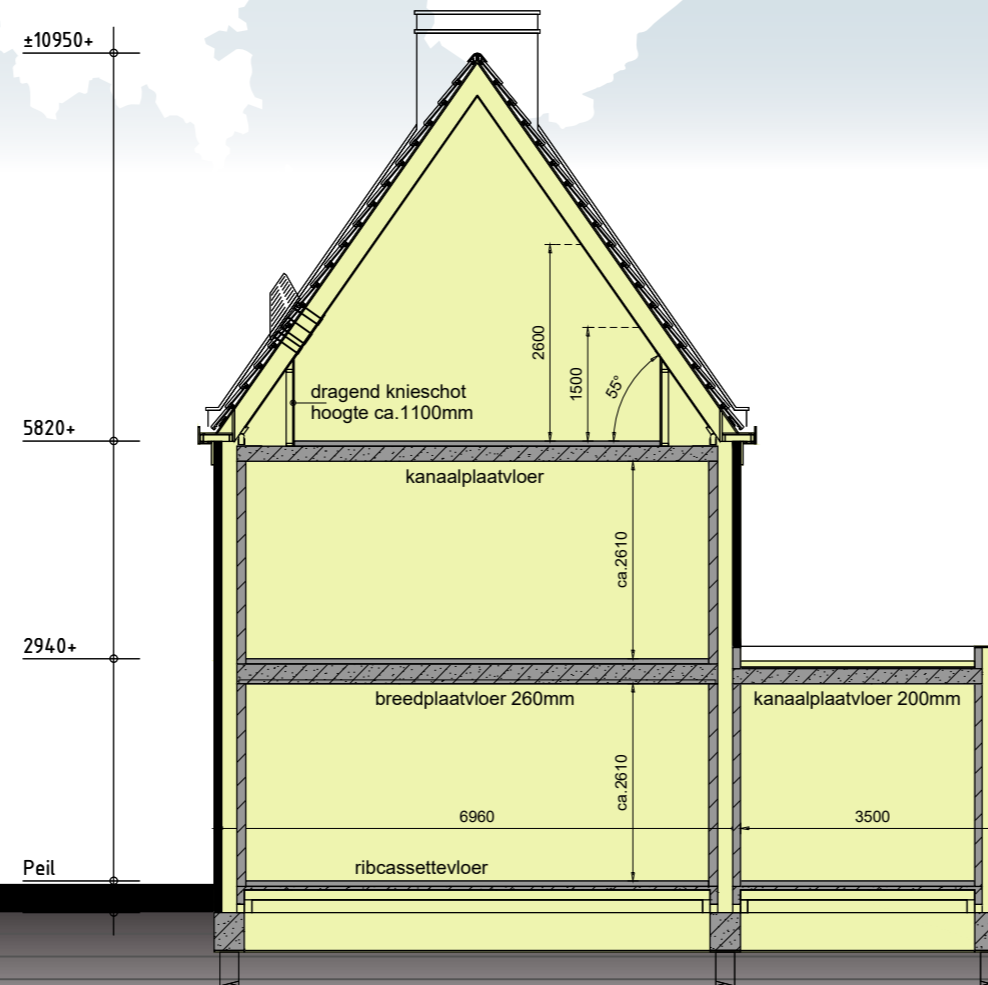 ±10950+
2600
1500
55°
dragend knieschot
hoogte ca.1100mm
5820+
kanaalplaatvloer
ca.2610
2940+
breedplaatvloer 260mm
kanaalplaatvloer 200mm
ca.2610
6960
3500
Peil
ribcassettevloer